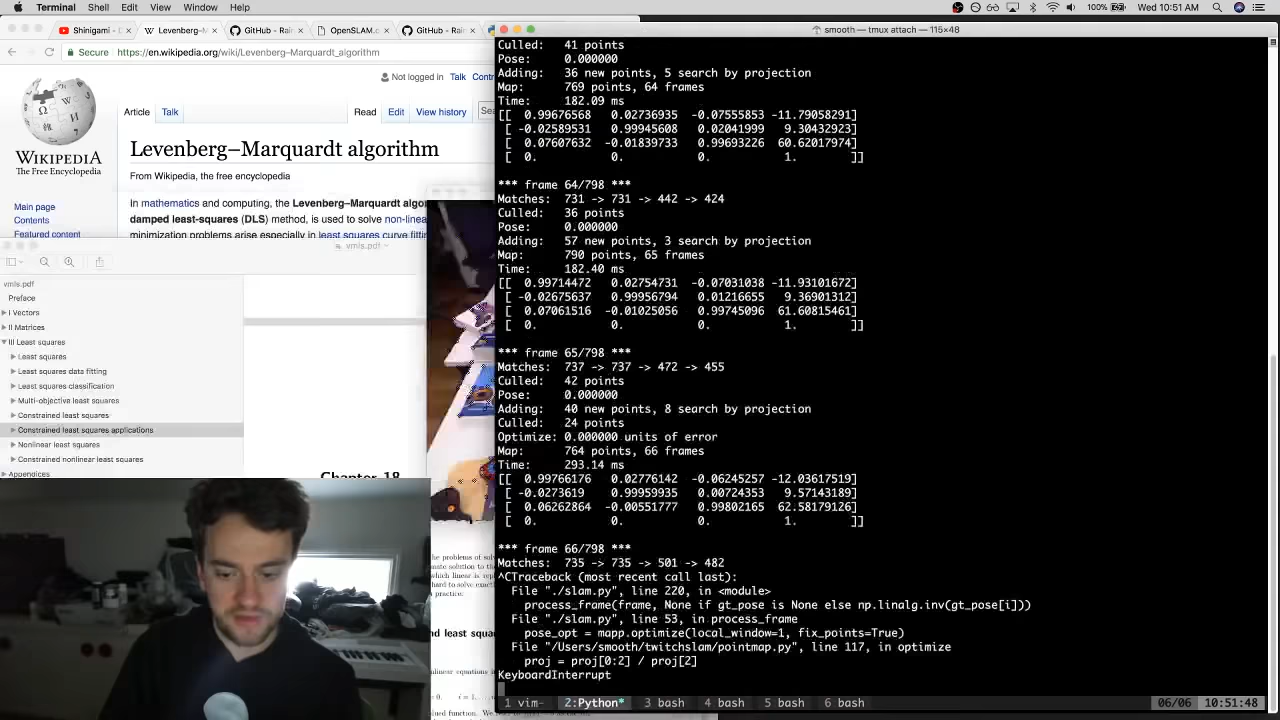 Terminal Shell Edit View Window Help
100% Wed 10:51 AM
Shinigami - D
Levenberg-
GitHub - Rai
OpenSLAM.c
GitHub - Rai
smooth — tmux attach — 115×48
Secure https://en.wikipedia.org/wiki/Levenberg–Marquardt_algorithm
Not logged in Talk Contr
Article Talk
Read Edit View history Sea
WIKIPEDIA
The Free Encyclopedia
Main page
Contents
Featured content
Levenberg–Marquardt algorithm
From Wikipedia, the free encyclopedia
In mathematics and computing, the Levenberg–Marquardt algo
damped least-squares (DLS) method, is used to solve non-line
minimization problems arise especially in least squares curve fittin
vmls.pdf
vmls.pdf
Preface
I Vectors
II Matrices
III Least squares
Least squares
Least squares data fitting
Least squares classification
Multi-objective least squares
Constrained least squares
Constrained least squares applications
Nonlinear least squares
Constrained nonlinear least squares
Appendices
Chapter 18
Culled: 41 points
Pose: 0.000000
Adding: 36 new points, 5 search by projection
Map: 769 points, 64 frames
Time: 182.09 ms
[[ 0.99676568 0.02736935 -0.07555853 -11.79058291]
[ -0.02589531 0.99945608 0.02041999 9.30432923]
[ 0.07607632 -0.01839733 0.99693226 60.62017974]
[ 0. 0. 0. 1. ]]
*** frame 64/798 ***
Matches: 731 -> 731 -> 442 -> 424
Culled: 36 points
Pose: 0.000000
Adding: 57 new points, 3 search by projection
Map: 790 points, 65 frames
Time: 182.40 ms
[[ 0.99714472 0.02754731 -0.07031038 -11.93101672]
[ -0.02675637 0.99956794 0.01216655 9.36901312]
[ 0.07061516 -0.01025056 0.99745096 61.60815461]
[ 0. 0. 0. 1. ]]
*** frame 65/798 ***
Matches: 737 -> 737 -> 472 -> 455
Culled: 42 points
Pose: 0.000000
Adding: 40 new points, 8 search by projection
Culled: 24 points
Optimize: 0.000000 units of error
Map: 764 points, 66 frames
Time: 293.14 ms
[[ 0.99766176 0.02776142 -0.06245257 -12.03617519]
[ -0.0273619 0.99959935 0.00724353 9.57143189]
[ 0.06262864 -0.00551777 0.99802165 62.58179126]
[ 0. 0. 0. 1. ]]
*** frame 66/798 ***
Matches: 735 -> 735 -> 501 -> 482
^CTraceback (most recent call last):
File "./slam.py", line 220, in <module>
process_frame(frame, None if gt_pose is None else np.linalg.inv(gt_pose[i]))
File "./slam.py", line 53, in process_frame
pose_opt = mapp.optimize(local_window=1, fix_points=True)
File "/Users/smooth/twitchslam/pointmap.py", line 117, in optimize
proj = proj[0:2] / proj[2]
KeyboardInterrupt
1 vim- 2:Python* 3 bash 4 bash 5 bash 6 bash 06/06 10:51:48